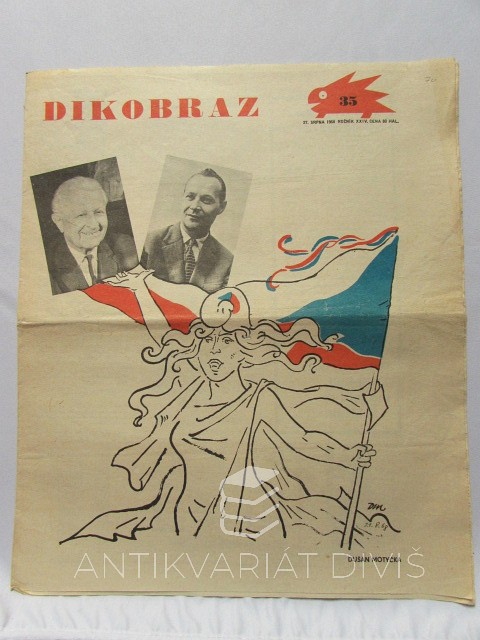 DIKOBRAZ
35
27. SRPNA 1968 ROČNÍK XXIV. CENA 80 HAL.
DUŠAN MOTYČKA
ANTIKVARIÁT DIVIŠ